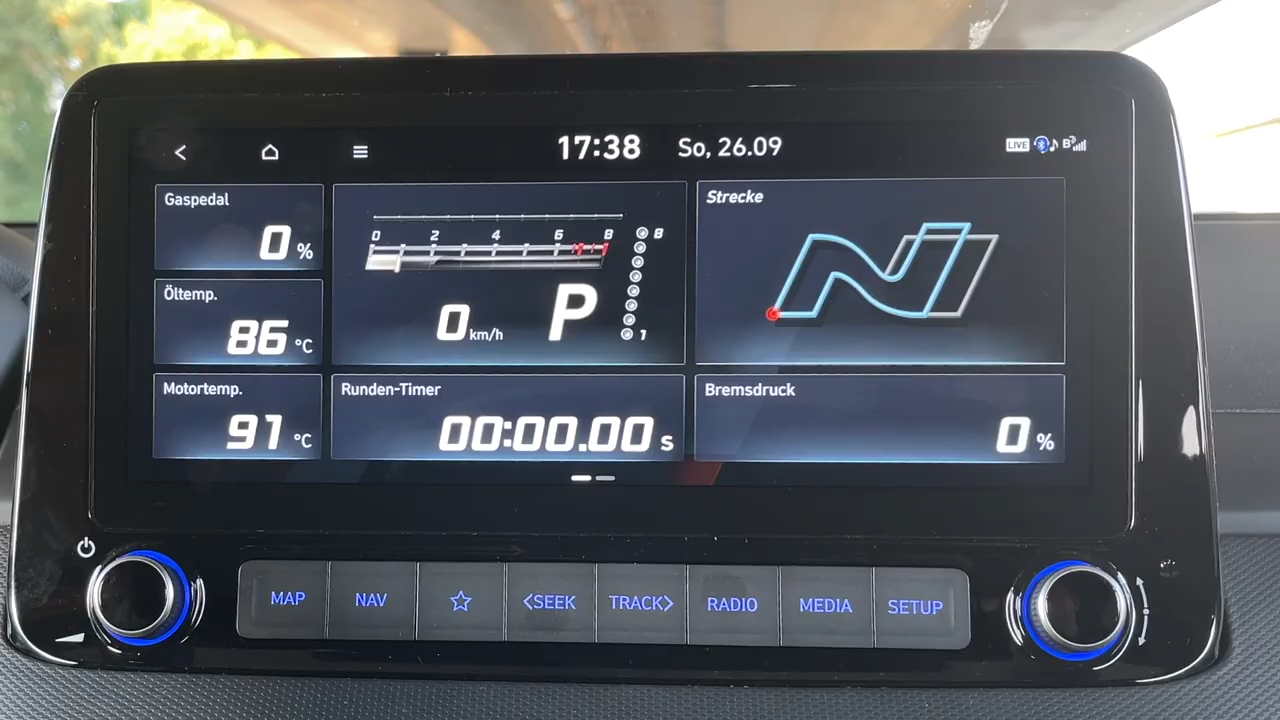 17:38 So, 26.09 LIVE B
Gaspedal
0 %
Öltemp.
86 °C
Motortemp.
91 °C
0 2 4 6 8
8
1
0 km/h P
Runden-Timer
00:00.00 s
Strecke
N
Bremsdruck
0 %
MAP NAV <SEEK TRACK> RADIO MEDIA SETUP